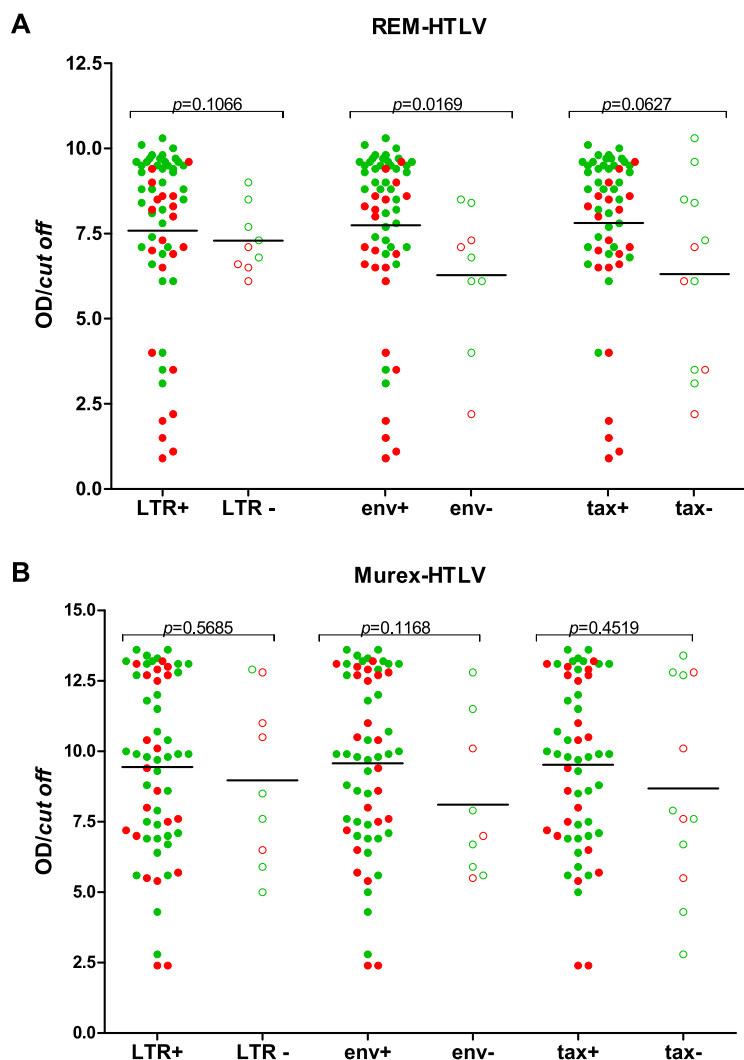 A
REM-HTLV
12.5
p=0.1066
p=0.0169
p=0.0627
10.0
7.5
5.0
2.5
0.0
OD/cut off
LTR+ LTR - env+ env- tax+ tax-
B
Murex-HTLV
15.0
p=0.5685
p=0.1168
p=0.4519
12.5
10.0
7.5
5.0
2.5
0.0
OD/cut off
LTR+ LTR - env+ env- tax+ tax-